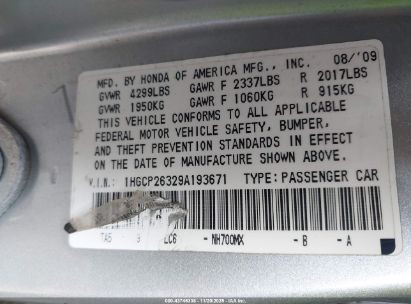 08/'09
MFD. BY HONDA OF AMERICA MFG., INC.
GVWR 4299LBS GAWR F 2337LBS R 2017LBS
GVWR 1950KG GAWR F 1060KG R 915KG
THIS VEHICLE CONFORMS TO ALL APPLICABLE
FEDERAL MOTOR VEHICLE SAFETY, BUMPER,
AND THEFT PREVENTION STANDARDS IN EFFECT
ON THE DATE OF MANUFACTURE SHOWN ABOVE.
V.I.N.: 1HGCP26329A193671 TYPE:PASSENGER CAR
TA5 - 9 LC6 - NH700MX - B - A